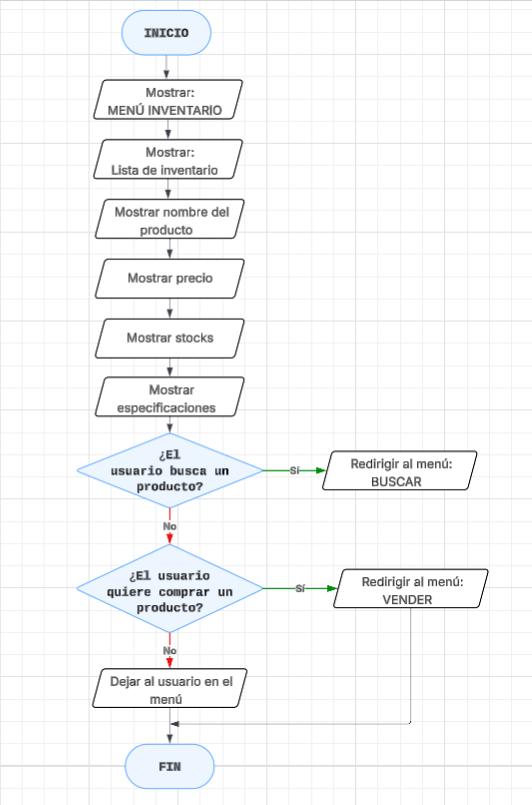 INICIO
Mostrar:
MENÚ INVENTARIO
Mostrar:
Lista de inventario
Mostrar nombre del
producto
Mostrar precio
Mostrar stocks
Mostrar
especificaciones
¿El
usuario busca un
producto?
Sí
Redirigir al menú:
BUSCAR
No
¿El usuario
quiere comprar un
producto?
Sí
Redirigir al menú:
VENDER
No
Dejar al usuario en el
menú
FIN